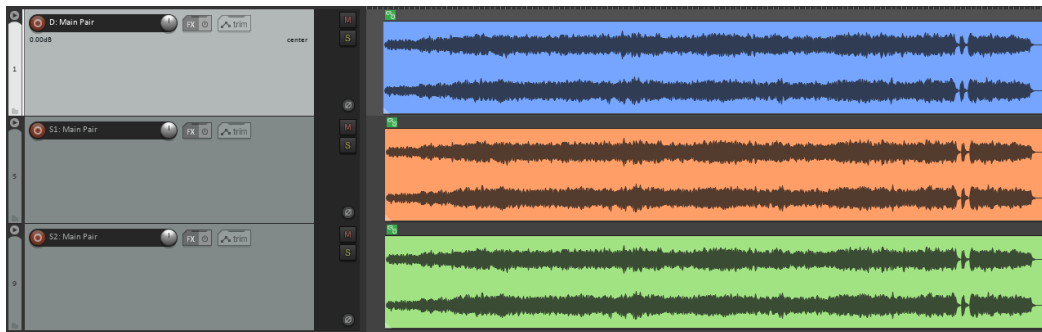 D: Main Pair FX trim M
0.00dB center S
1
S1: Main Pair FX trim M
S
5
S2: Main Pair FX trim M
S
9